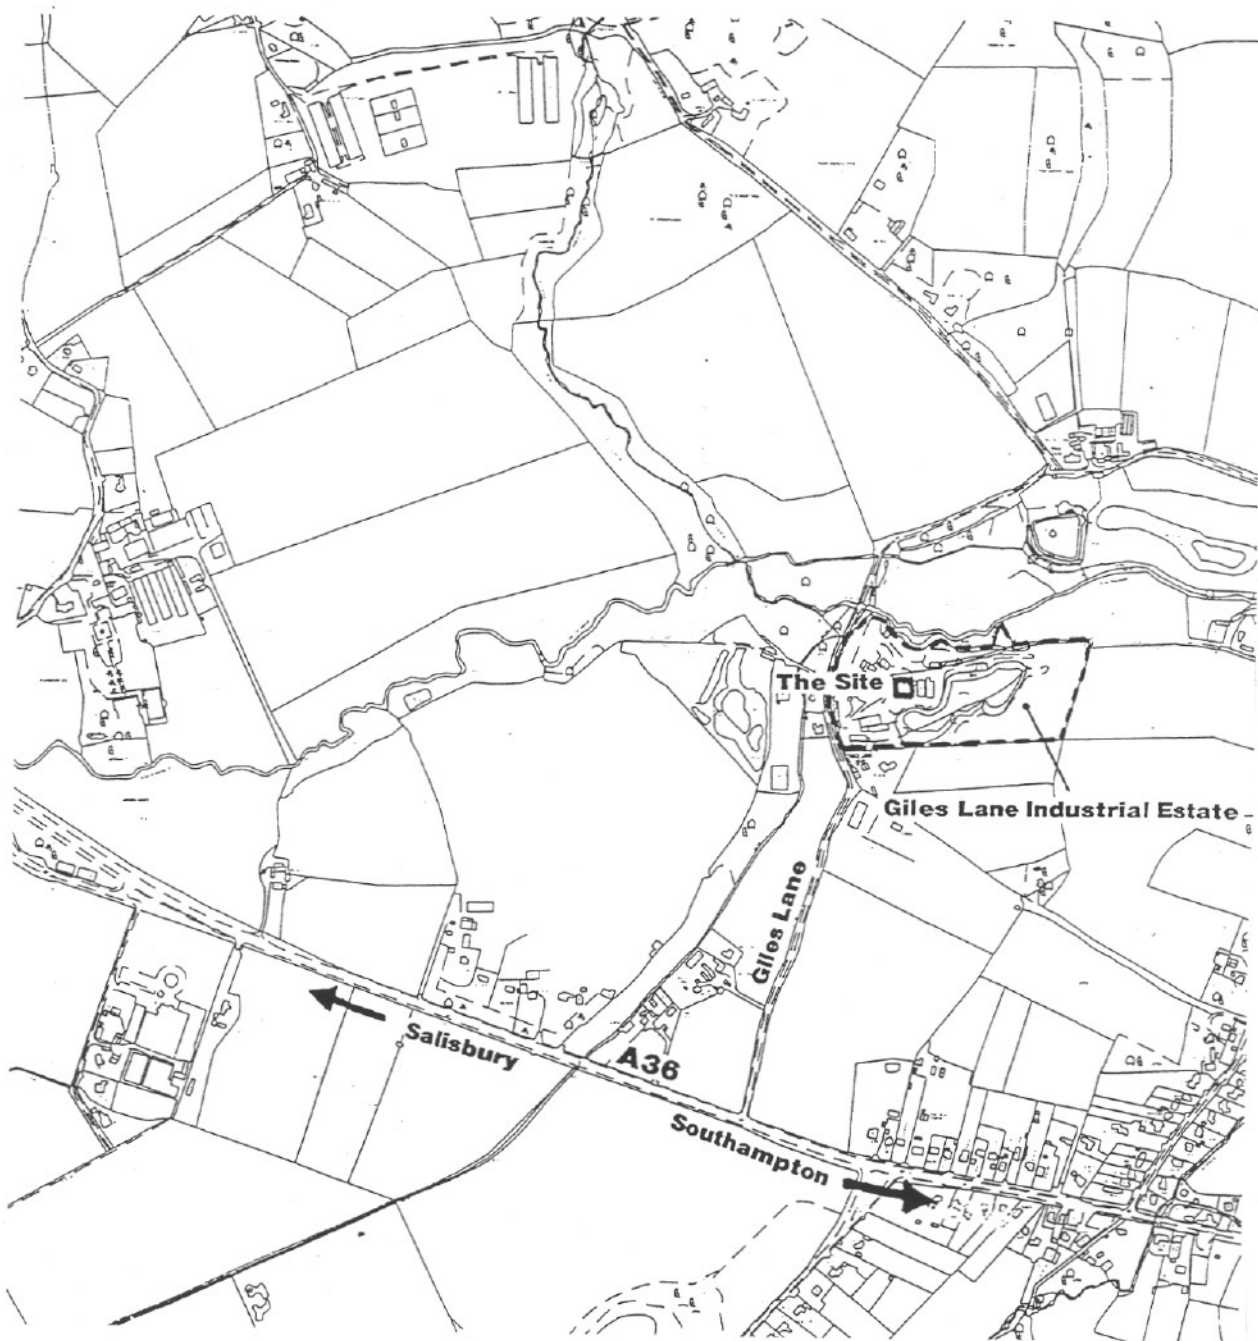 The Site
Giles Lane Industrial Estate
Giles Lane
Salisbury
A36
Southampton